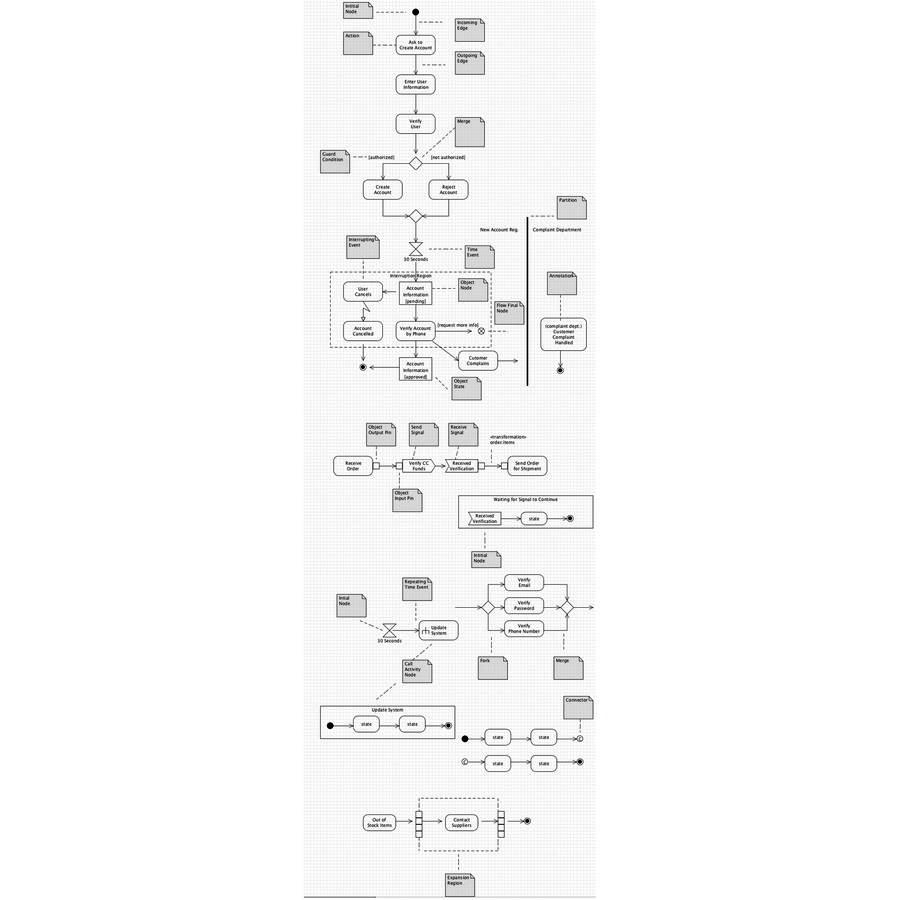 Intitial
Node
Incoming
Edge
Action
Ask to
Create Account
Outgoing
Edge
Enter User
Information
Verify
User
Merge
Guard
Condition
[authorized]
[not authorized]
Create
Account
Reject
Account
Partition
New Account Reg.
Complaint Department
Interrupting
Event
Time
Event
30 Seconds
Interruption Region
Annotation
User
Cancels
Account
Information
[pending]
Object
Node
Flow Final
Node
Account
Cancelled
Verify Account
by Phone
[request more info]
(complaint dept.)
Customer
Complaint
Handled
Cutomer
Complains
Account
Information
[approved]
Object
State
Object
Output Pin
Send
Signal
Receive
Signal
«transformation»
order.items
Receive
Order
Verify CC
Funds
Received
Verification
Send Order
for Shipment
Object
Input Pin
Waiting for Signal to Continue
Received
Verification
state
Intitial
Node
Repeating
Time Event
Verify
Email
Intial
Node
Verify
Password
Update
System
Verify
Phone Number
30 Seconds
Call
Activity
Node
Fork
Merge
Connector
Update System
state
state
state
state
C
C
state
state
Out of
Stock Items
Contact
Suppliers
Expansion
Region